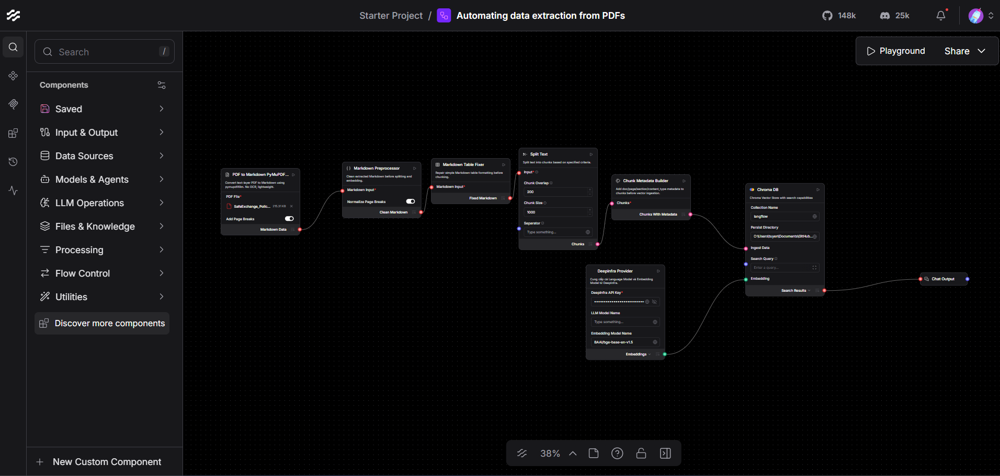 Starter Project / Automating data extraction from PDFs
148k
25k
Search
/
Playground
Share
Components
Saved
Input & Output
Data Sources
Models & Agents
LLM Operations
Files & Knowledge
Processing
Flow Control
Utilities
Discover more components
New Custom Component
PDF to Markdown PyMuPDF...
Convert text-layer PDF to Markdown using
pymupdf4llm. No OCR, lightweight.
PDF File*
SafeExchange_Polic... 215.31 KB
Add Page Breaks
Markdown Data
Markdown Preprocessor
Clean extracted Markdown before splitting and
embedding.
Markdown Input*
Normalize Page Breaks
Clean Markdown
Markdown Table Fixer
Repair simple Markdown table formatting before
chunking.
Markdown Input*
Fixed Markdown
Split Text
Split text into chunks based on specified criteria.
Input*
Chunk Overlap
200
Chunk Size
1000
Separator
Type something...
Chunks
Chunk Metadata Builder
Add doc/page/section/content_type metadata to
chunks before vector ingestion.
Chunks*
Chunks With Metadata
DeepInfra Provider
Cung cấp cả Language Model và Embedding
Model từ DeepInfra.
DeepInfra API Key*
LLM Model Name
Type something...
Embedding Model Name
BAAI/bge-base-en-v1.5
Embeddings
Chroma DB
Chroma Vector Store with search capabilities
Collection Name
langflow
Persist Directory
C:\Users\tuyen\Documents\GitHub...
Ingest Data
Search Query
Enter a query...
Embedding
Search Results
Chat Output
38%